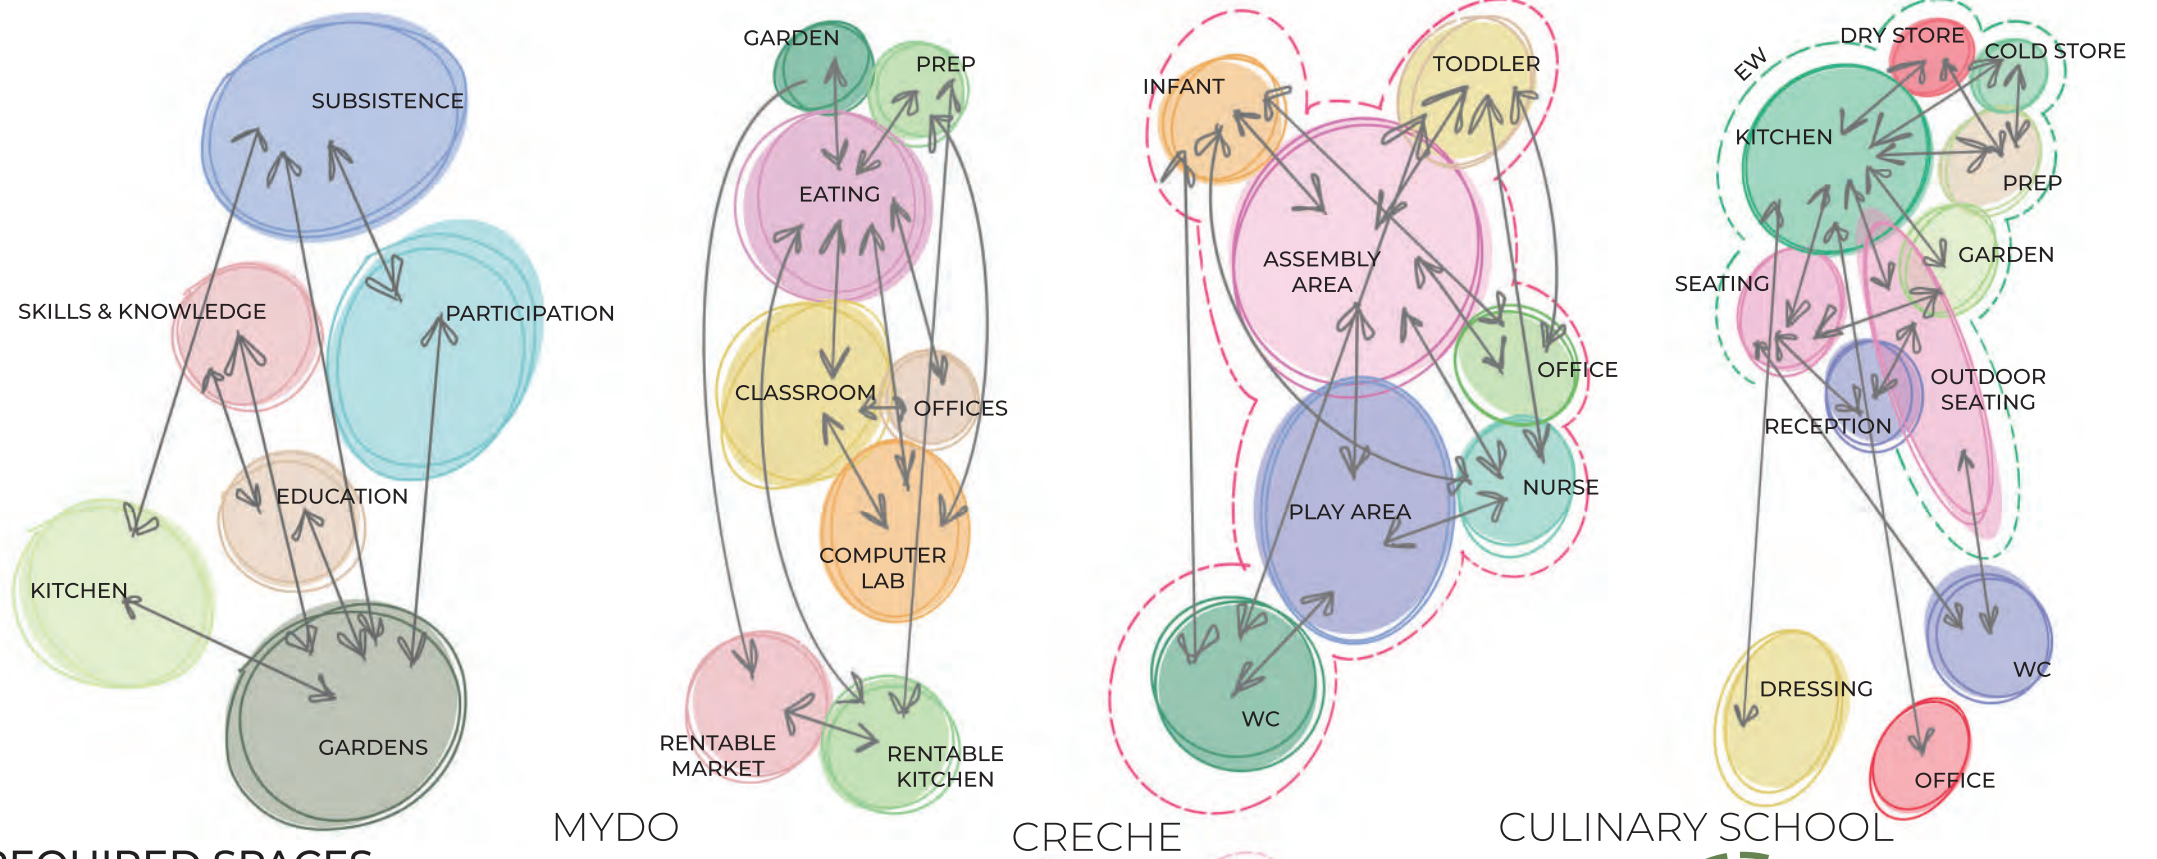 SUBSISTENCE
SKILLS & KNOWLEDGE
PARTICIPATION
EDUCATION
KITCHEN
GARDENS
REQUIRED SPACES
GARDEN
PREP
EATING
CLASSROOM
OFFICES
COMPUTER
LAB
RENTABLE
MARKET
RENTABLE
KITCHEN
MYDO
INFANT
TODDLER
ASSEMBLY
AREA
OFFICE
NURSE
PLAY AREA
WC
CRECHE
EW
DRY STORE
COLD STORE
KITCHEN
PREP
GARDEN
SEATING
OUTDOOR
SEATING
RECEPTION
WC
DRESSING
OFFICE
CULINARY SCHOOL